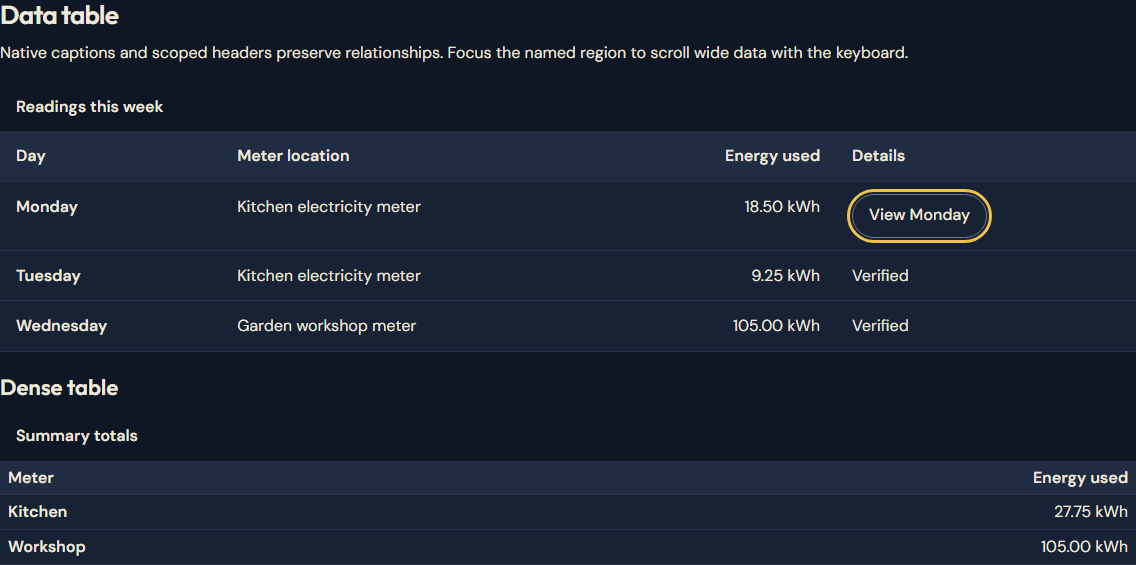 Data table
Native captions and scoped headers preserve relationships. Focus the named region to scroll wide data with the keyboard.
Readings this week
Day Meter location Energy used Details
Monday Kitchen electricity meter 18.50 kWh View Monday
Tuesday Kitchen electricity meter 9.25 kWh Verified
Wednesday Garden workshop meter 105.00 kWh Verified
Dense table
Summary totals
Meter Energy used
Kitchen 27.75 kWh
Workshop 105.00 kWh